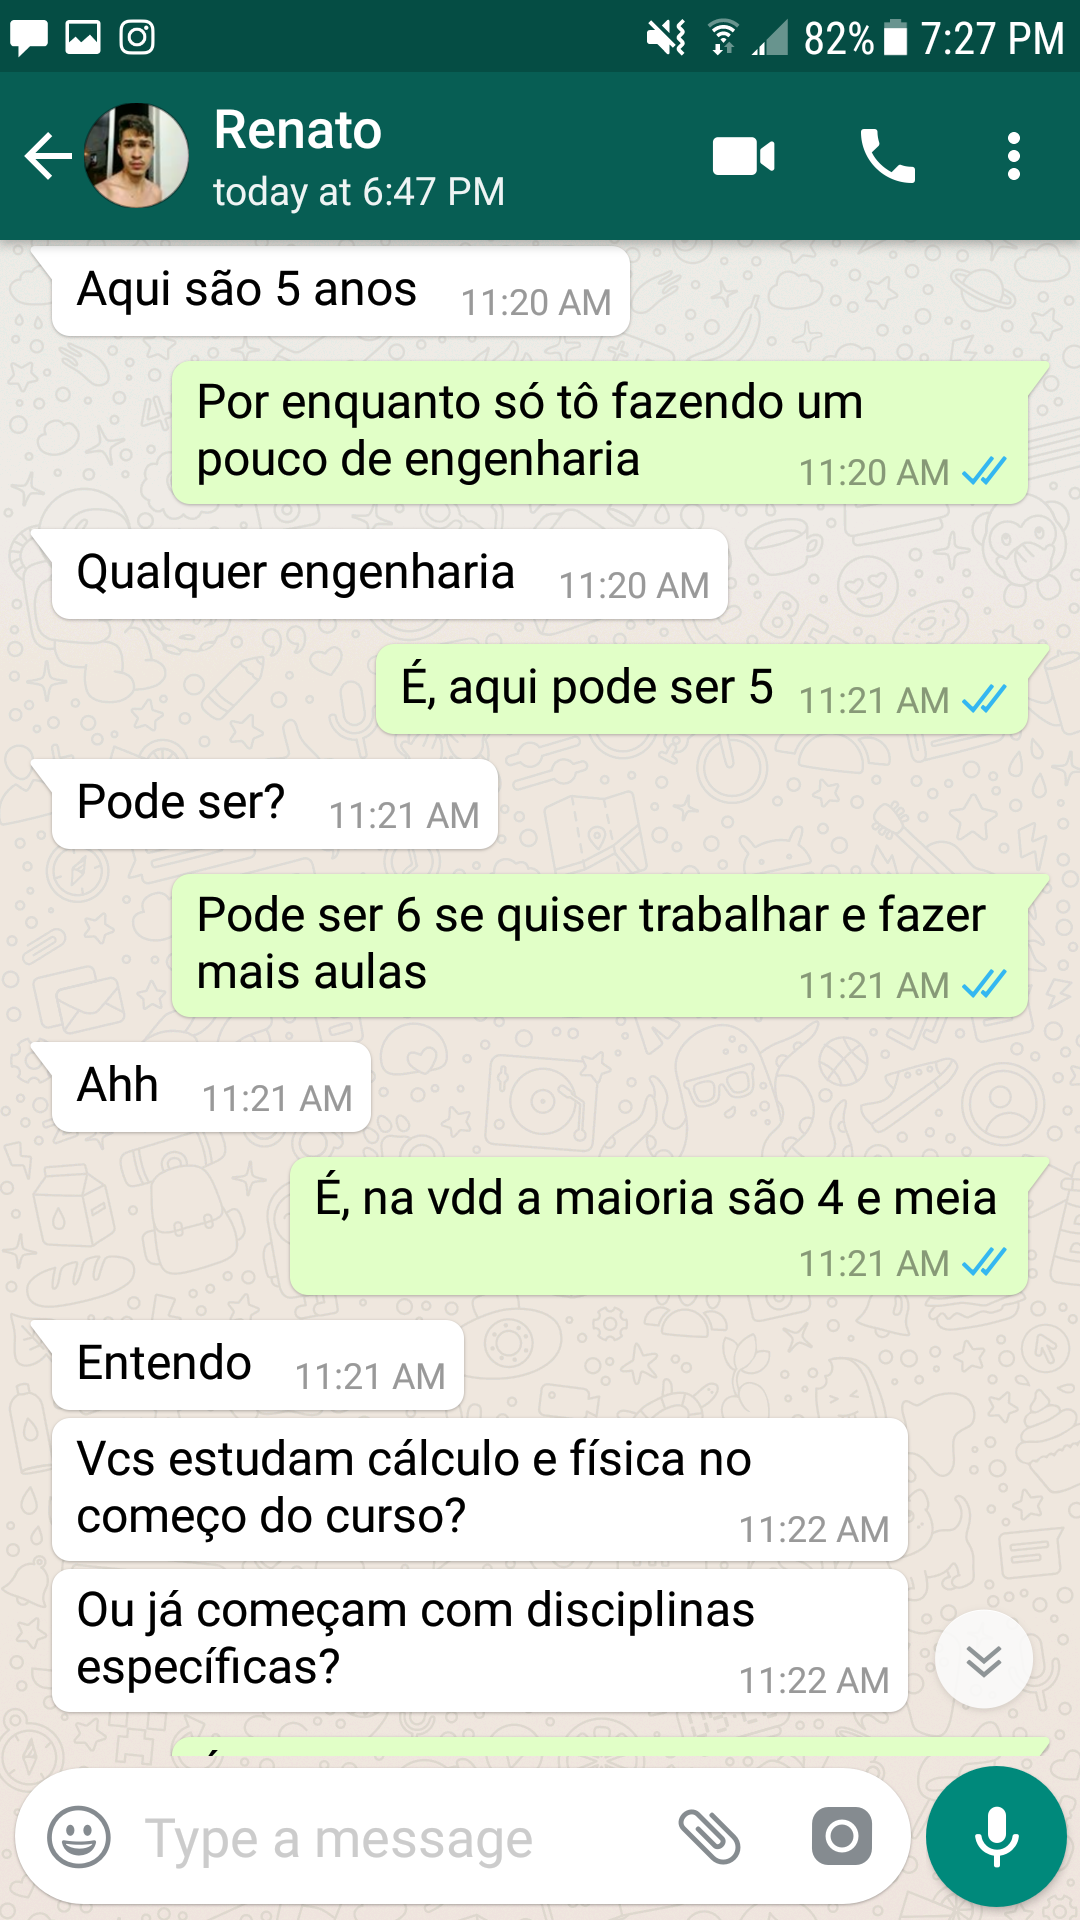 82% 7:27 PM
Renato
today at 6:47 PM
Aqui são 5 anos 11:20 AM
Por enquanto só tô fazendo um
pouco de engenharia 11:20 AM
Qualquer engenharia 11:20 AM
É, aqui pode ser 5 11:21 AM
Pode ser? 11:21 AM
Pode ser 6 se quiser trabalhar e fazer
mais aulas 11:21 AM
Ahh 11:21 AM
É, na vdd a maioria são 4 e meia
11:21 AM
Entendo 11:21 AM
Vcs estudam cálculo e física no
começo do curso? 11:22 AM
Ou já começam com disciplinas
específicas? 11:22 AM
Type a message